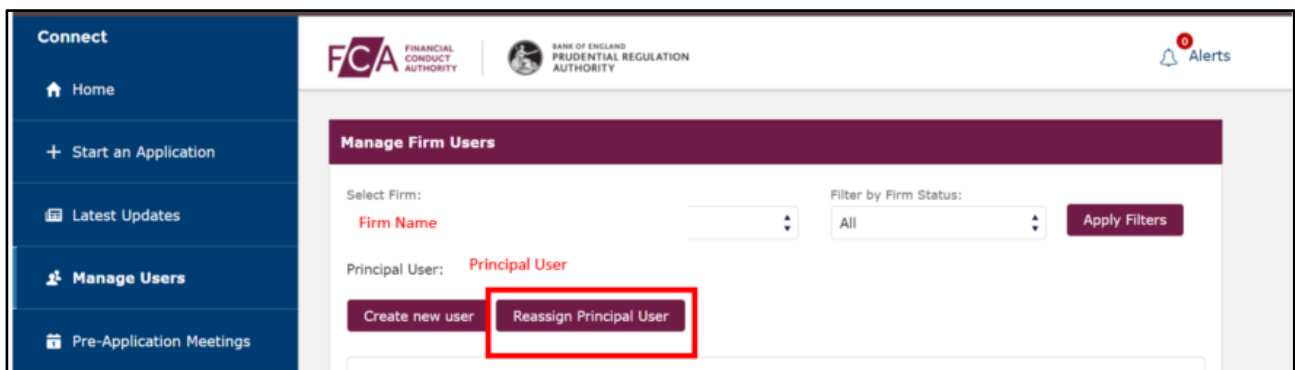 Connect
Home
Start an Application
Latest Updates
Manage Users
Pre-Application Meetings
FCA FINANCIAL
CONDUCT
AUTHORITY
BANK OF ENGLAND
PRUDENTIAL REGULATION
AUTHORITY
0
Alerts
Manage Firm Users
Select Firm:
Firm Name
Filter by Firm Status:
All
Apply Filters
Principal User: Principal User
Create new user
Reassign Principal User